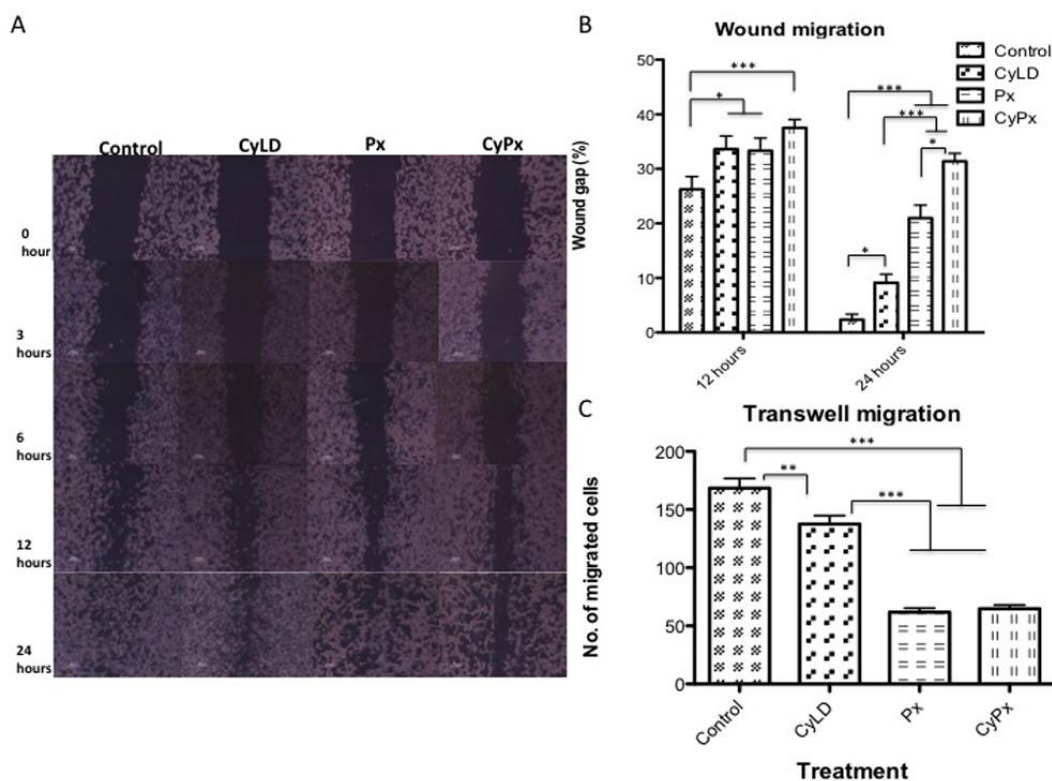 A
Control CyLD Px CyPx
0
hour
3
hours
6
hours
12
hours
24
hours
B
Wound migration
Control
CyLD
Px
CyPx
Wound gap (%)
50
40
30
20
10
0
***
*
***
***
*
*
12 hours
24 hours
C
Transwell migration
No. of migrated cells
200
150
100
50
0
***
**
***
Control
CyLD
Px
CyPx
Treatment